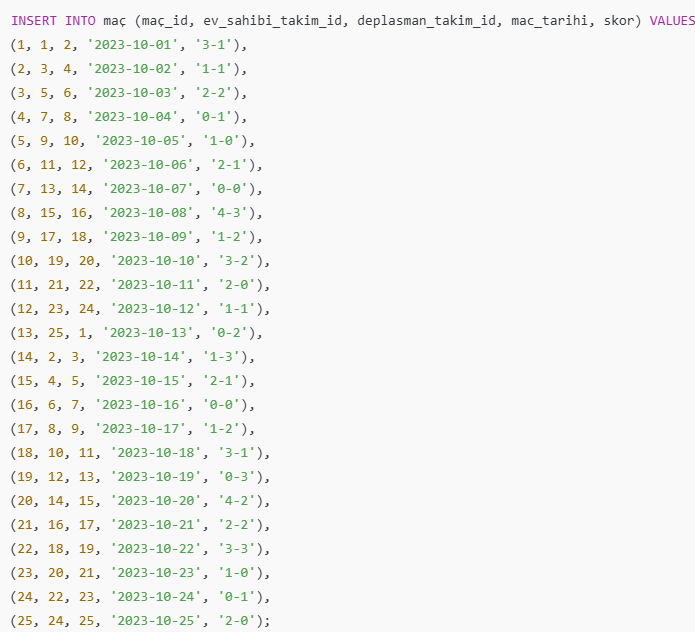 INSERT INTO maç (maç_id, ev_sahibi_takim_id, deplasman_takim_id, mac_tarihi, skor) VALUES
(1, 1, 2, '2023-10-01', '3-1'),
(2, 3, 4, '2023-10-02', '1-1'),
(3, 5, 6, '2023-10-03', '2-2'),
(4, 7, 8, '2023-10-04', '0-1'),
(5, 9, 10, '2023-10-05', '1-0'),
(6, 11, 12, '2023-10-06', '2-1'),
(7, 13, 14, '2023-10-07', '0-0'),
(8, 15, 16, '2023-10-08', '4-3'),
(9, 17, 18, '2023-10-09', '1-2'),
(10, 19, 20, '2023-10-10', '3-2'),
(11, 21, 22, '2023-10-11', '2-0'),
(12, 23, 24, '2023-10-12', '1-1'),
(13, 25, 1, '2023-10-13', '0-2'),
(14, 2, 3, '2023-10-14', '1-3'),
(15, 4, 5, '2023-10-15', '2-1'),
(16, 6, 7, '2023-10-16', '0-0'),
(17, 8, 9, '2023-10-17', '1-2'),
(18, 10, 11, '2023-10-18', '3-1'),
(19, 12, 13, '2023-10-19', '0-3'),
(20, 14, 15, '2023-10-20', '4-2'),
(21, 16, 17, '2023-10-21', '2-2'),
(22, 18, 19, '2023-10-22', '3-3'),
(23, 20, 21, '2023-10-23', '1-0'),
(24, 22, 23, '2023-10-24', '0-1'),
(25, 24, 25, '2023-10-25', '2-0');